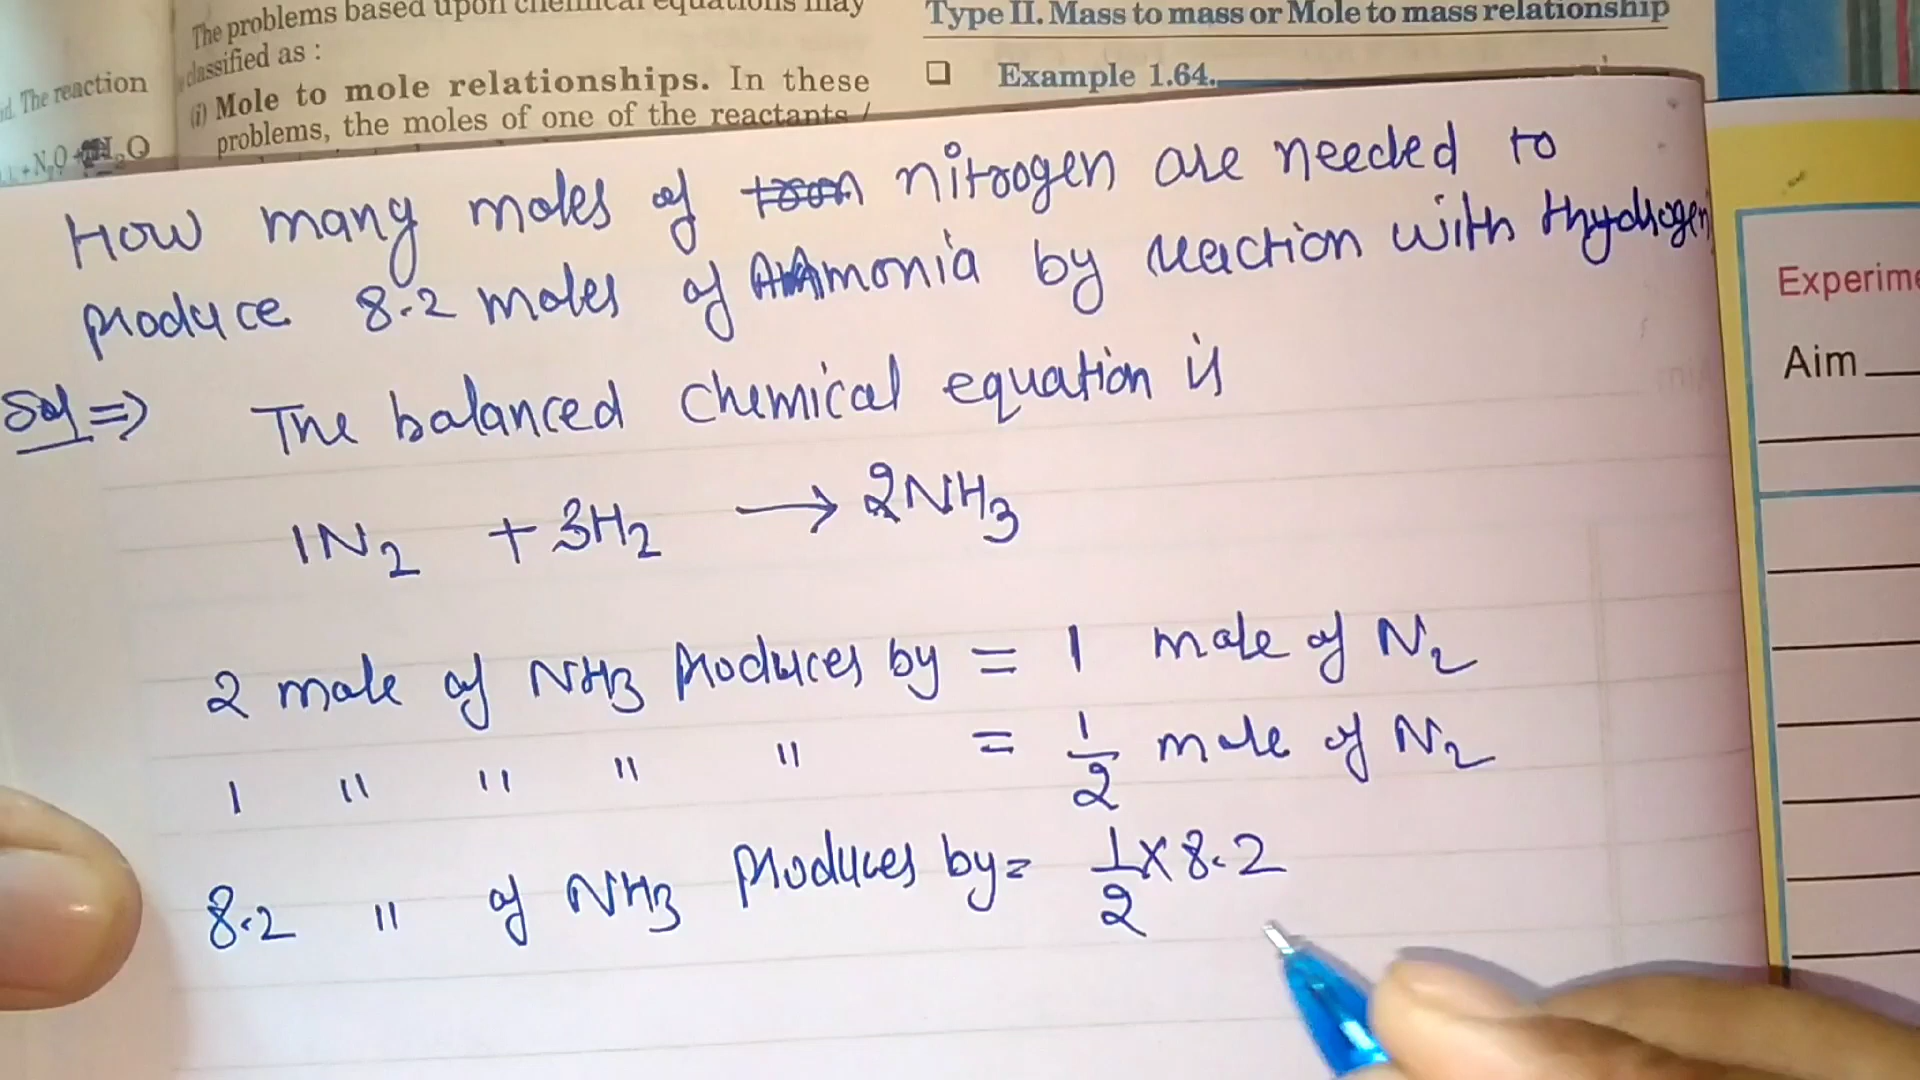 The problems based upon chemical equations may
classified as :
(i) Mole to mole relationships. In these
problems, the moles of one of the reactants /
The reaction
+ N2O + H2O
Type II. Mass to mass or Mole to mass relationship
Example 1.64.
How many moles of nitrogen are needed to
produce 8.2 moles of Ammonia by reaction with Hydrogen
Sol => The balanced chemical equation is
1N2 + 3H2 → 2NH3
2 mole of NH3 produces by = 1 mole of N2
1 " " " " = 1/2 mole of N2
8.2 " of NH3 produces by = 1/2 × 8.2
Experime
Aim